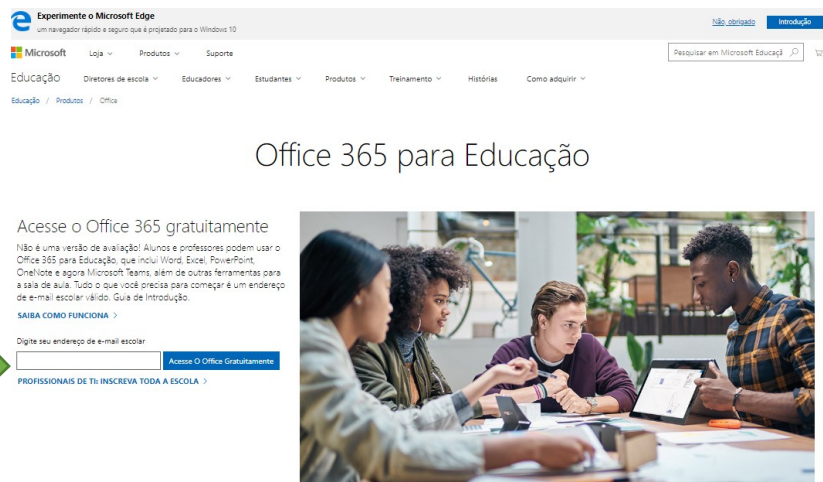 Experimente o Microsoft Edge
um navegador rápido e seguro que é projetado para o Windows 10
Não, obrigado
Introdução
Microsoft
Loja
Produtos
Suporte
Pesquisar em Microsoft Educaçã
Educação
Diretores de escola
Educadores
Estudantes
Produtos
Treinamento
Histórias
Como adquirir
Educação / Produtos / Office
Office 365 para Educação
Acesse o Office 365 gratuitamente
Não é uma versão de avaliação! Alunos e professores podem usar o
Office 365 para Educação, que inclui Word, Excel, PowerPoint,
OneNote e agora Microsoft Teams, além de outras ferramentas para
a sala de aula. Tudo o que você precisa para começar é um endereço
de e-mail escolar válido. Guia de Introdução.
SAIBA COMO FUNCIONA >
Digite seu endereço de e-mail escolar
Acesse O Office Gratuitamente
PROFISSIONAIS DE TI: INSCREVA TODA A ESCOLA >